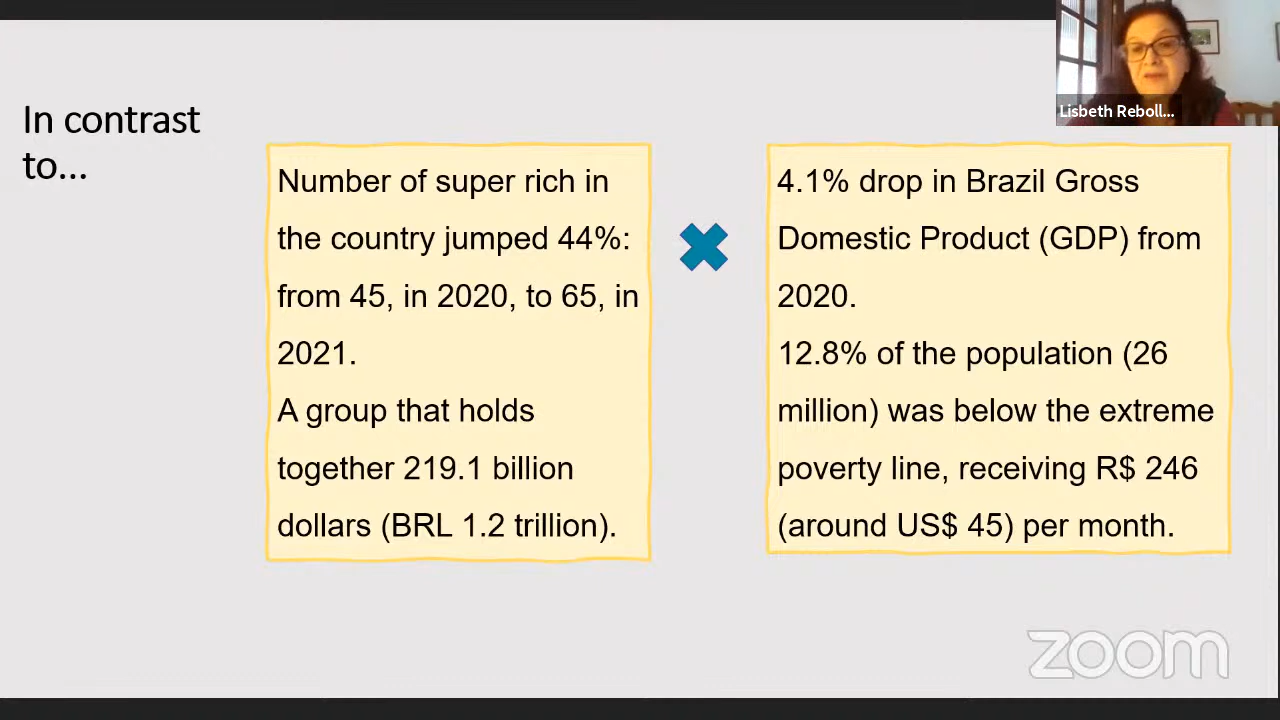 In contrast
to...
Number of super rich in
the country jumped 44%:
from 45, in 2020, to 65, in
2021.
A group that holds
together 219.1 billion
dollars (BRL 1.2 trillion).
4.1% drop in Brazil Gross
Domestic Product (GDP) from
2020.
12.8% of the population (26
million) was below the extreme
poverty line, receiving R$ 246
(around US$ 45) per month.
Lisbeth Reboll...
zoom